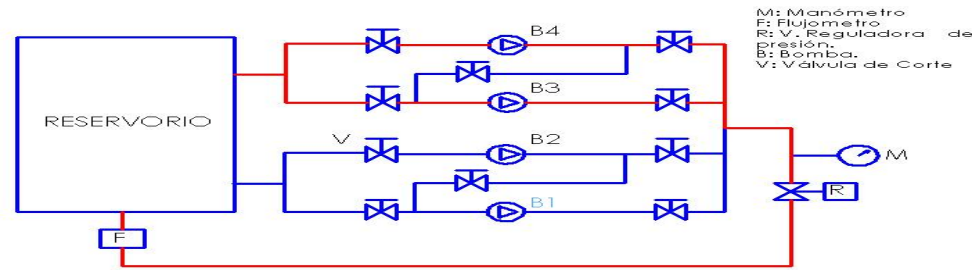 M: Manómetro
F: Flujometro
R: V. Reguladora de
presión.
B: Bomba.
V: Válvula de Corte
B4
B3
RESERVORIO
V
B2
M
R
B1
F